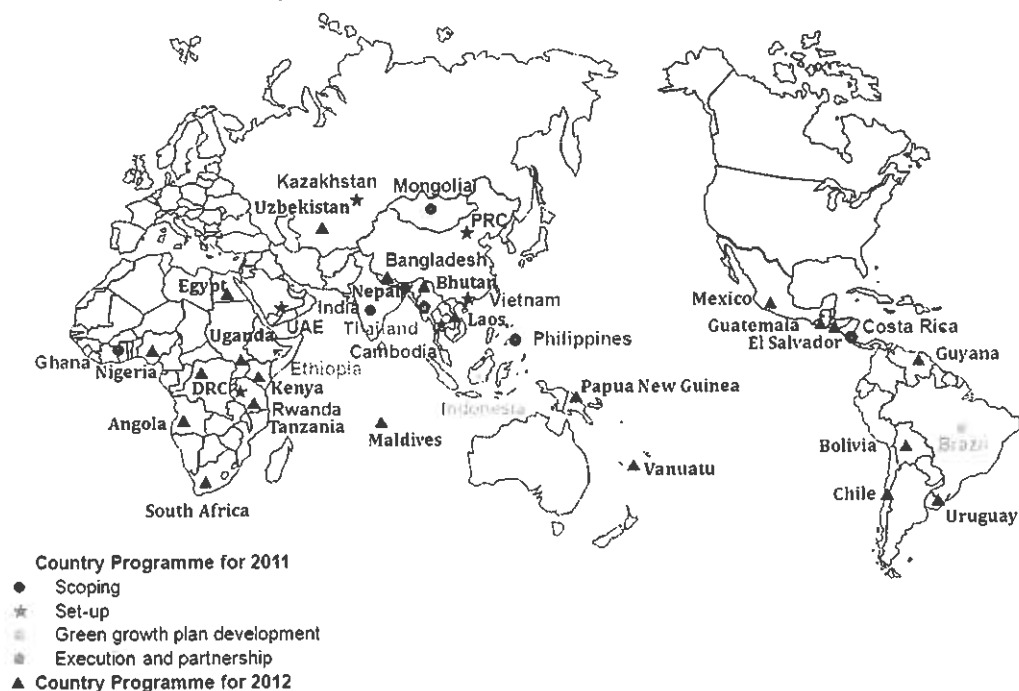 Kazakhstan
Mongolia
Uzbekistan
PRC
Bangladesh
Egypt
Nepal
Bhutan
India
Vietnam
UAE
Thailand
Laos
Mexico
Guatemala
Costa Rica
Uganda
Cambodia
Philippines
El Salvador
Ghana
Nigeria
Ethiopia
Guyana
DRC
Kenya
Papua New Guinea
Rwanda
Indonesia
Angola
Tanzania
Maldives
Bolivia
Brazil
Vanuatu
Chile
South Africa
Uruguay
Country Programme for 2011
Scoping
Set-up
Green growth plan development
Execution and partnership
Country Programme for 2012